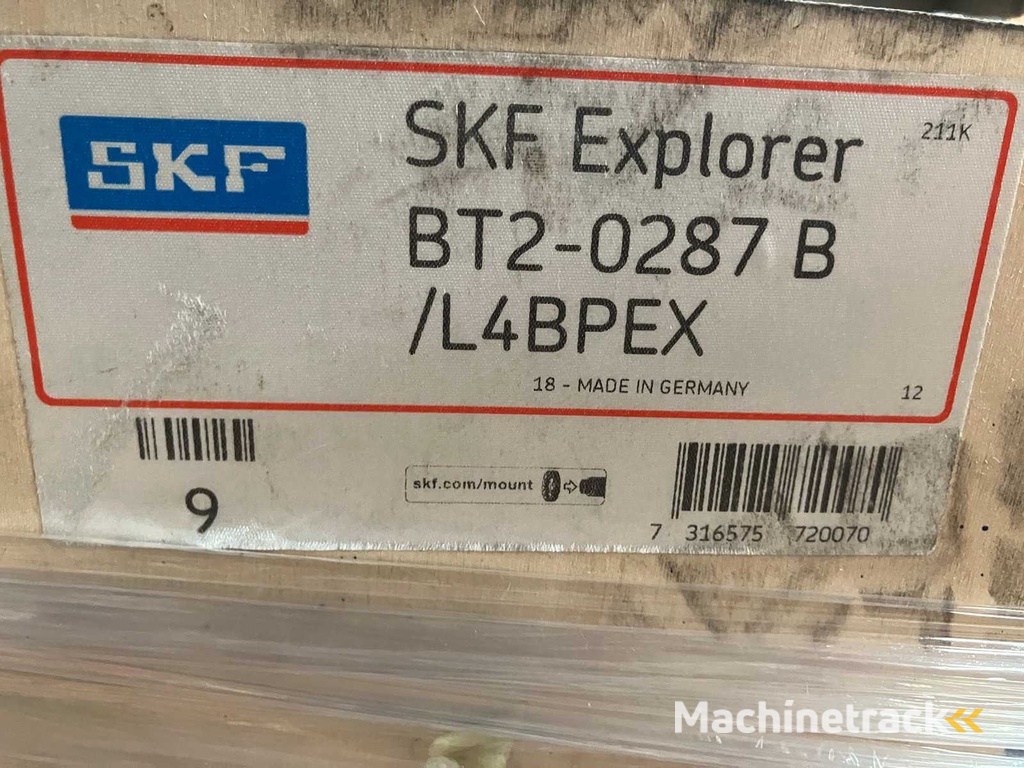 SKF
SKF Explorer
211K
BT2-0287 B
/L4BPEX
18 - MADE IN GERMANY
12
9
skf.com/mount
7 316575 720070
Machinetrack